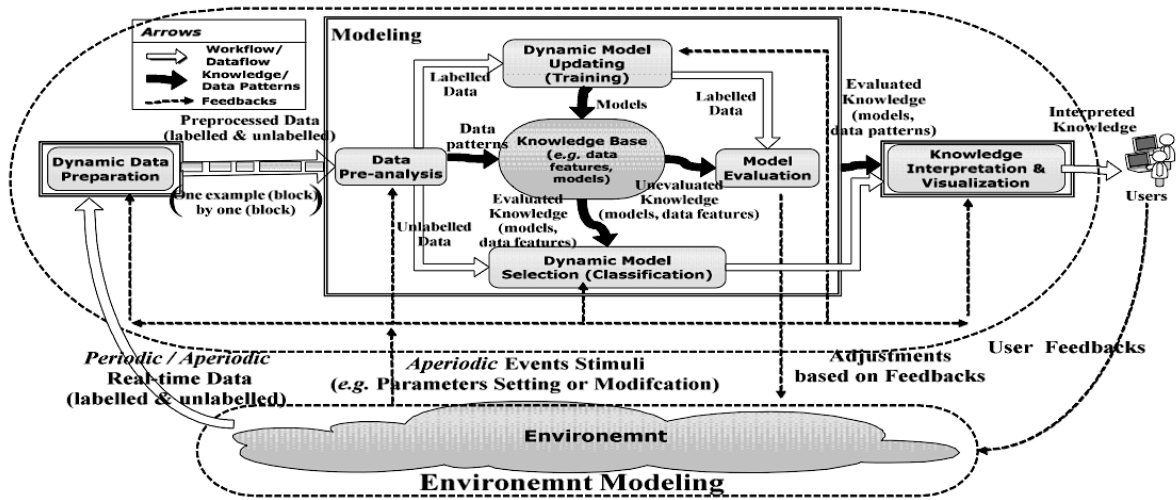 Arrows
Workflow/
Dataflow
Knowledge/
Data Patterns
Feedbacks
Modeling
Dynamic Model
Updating
(Training)
Labelled
Data
Models
Labelled
Data
Evaluated
Knowledge
(models,
data patterns)
Interpreted
Knowledge
Preprocessed Data
(labelled & unlabelled)
Data
patterns
Dynamic Data
Preparation
Data
Pre-analysis
Knowledge Base
(e.g. data
features,
models)
Model
Evaluation
Knowledge
Interpretation &
Visualization
Users
(One example (block)
by one (block))
Unevaluated
Knowledge
(models, data features)
Evaluated
Knowledge
(models,
data features)
Unlabelled
Data
Dynamic Model
Selection (Classification)
Periodic / Aperiodic
Real-time Data
(labelled & unlabelled)
Aperiodic Events Stimuli
(e.g. Parameters Setting or Modifcation)
Adjustments
based on Feedbacks
User Feedbacks
Environemnt
Environemnt Modeling